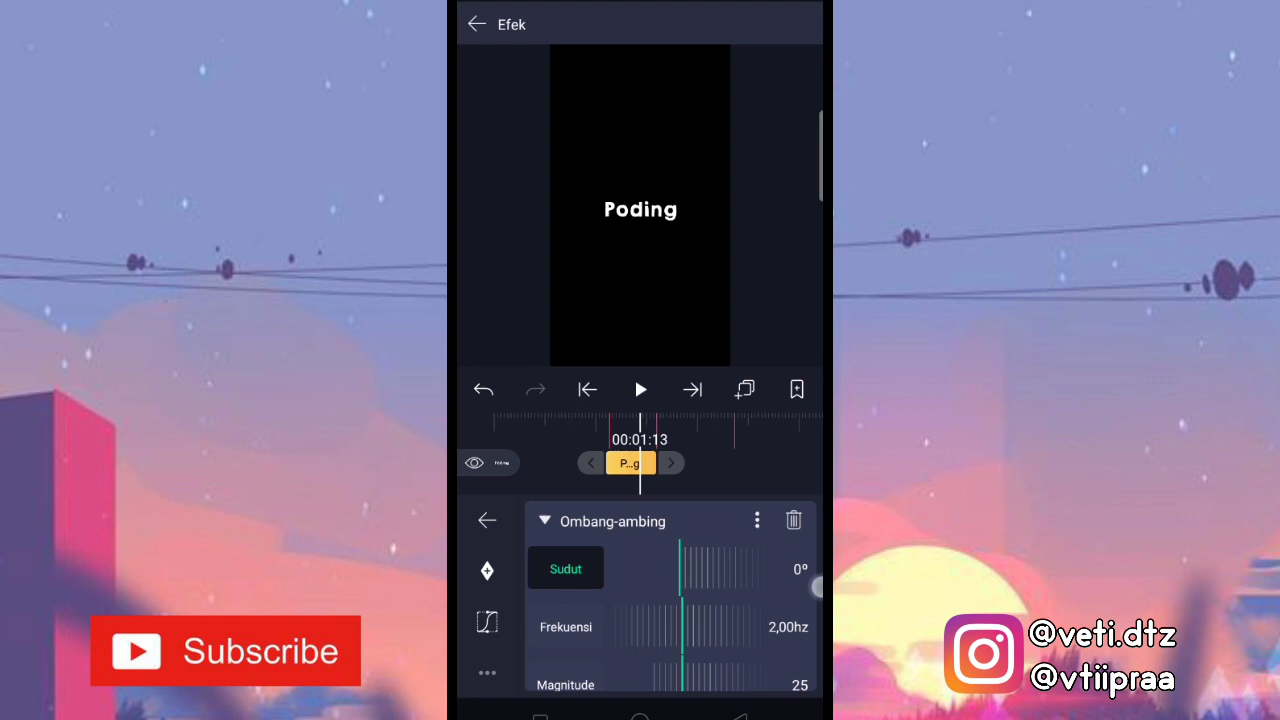 Efek
Poding
00:01:13
P...g
Ombang-ambing
Sudut
0°
Frekuensi
2,00hz
Magnitude
25
Subscribe
@veti.dtz
@vtiipraa